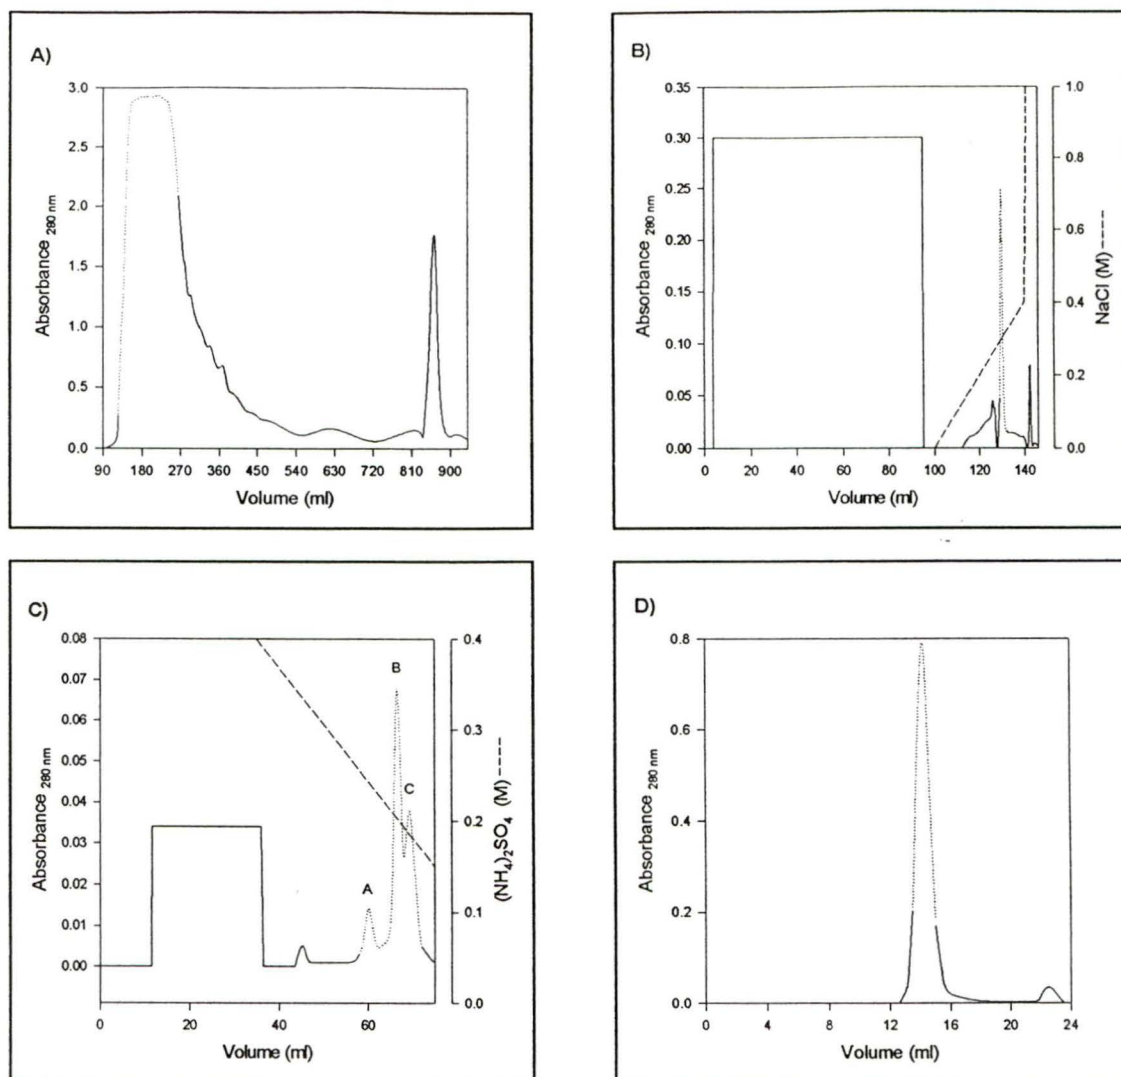 A)
3.0
2.5
2.0
1.5
1.0
0.5
0.0
Absorbance 280 nm
90 180 270 360 450 540 630 720 810 900
Volume (ml)
B)
0.35
0.30
0.25
0.20
0.15
0.10
0.05
0.00
Absorbance 280 nm
1.0
0.8
0.6
0.4
0.2
0.0
NaCl (M)
0 20 40 60 80 100 120 140
Volume (ml)
C)
0.08
0.07
0.06
0.05
0.04
0.03
0.02
0.01
0.00
Absorbance 280 nm
A
B
C
0.4
0.3
0.2
0.1
0.0
(NH4)2SO4 (M)
0 20 40 60
Volume (ml)
D)
0.8
0.6
0.4
0.2
0.0
Absorbance 280 nm
0 4 8 12 16 20 24
Volume (ml)